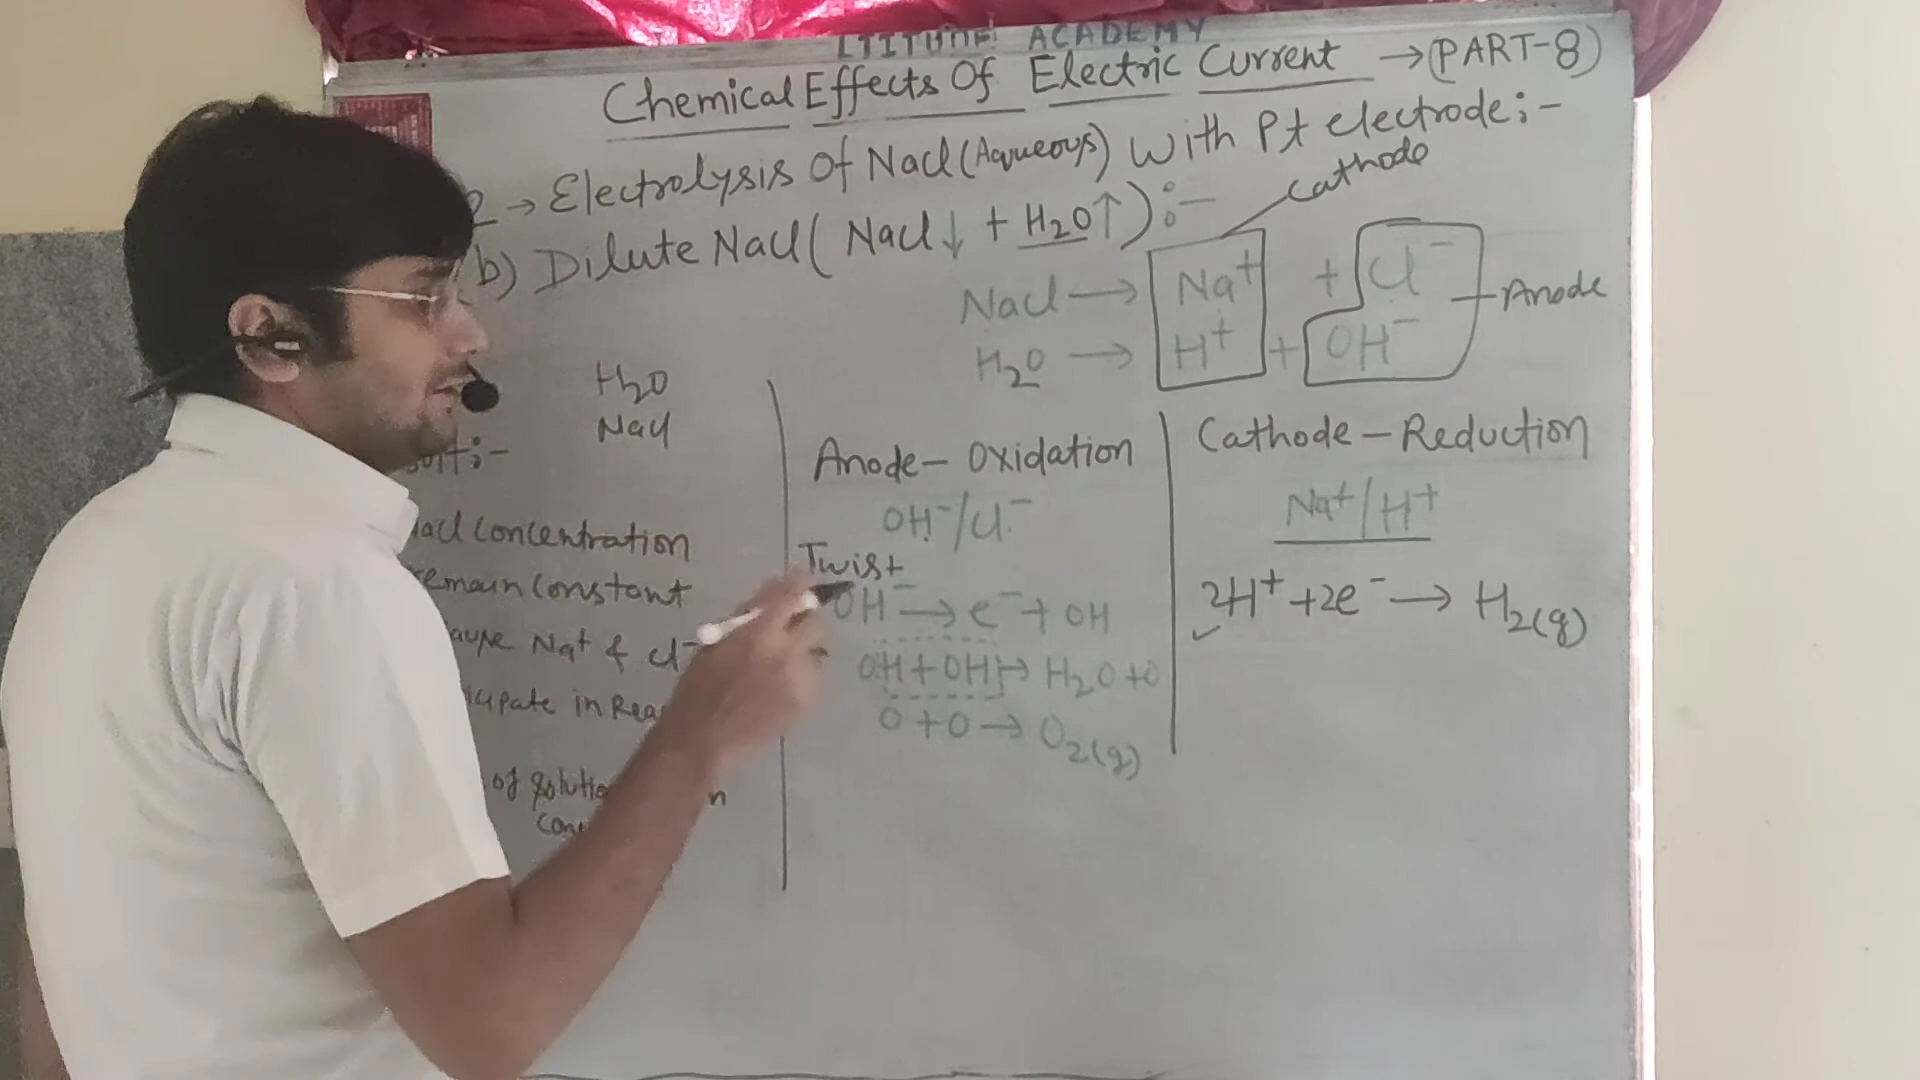 ACADEMY
Chemical Effects Of Electric Current → (PART-8)
2 → Electrolysis Of Nacl (Aqueous) With Pt electrode:-
Cathode
b) Dilute NaCl ( NaCl↓ + H₂O↑ ) :-
NaCl → Na⁺ + Cl⁻
Anode
H₂O → H⁺ + OH⁻
H₂O
NaCl
Anode - Oxidation
OH⁻/Cl⁻
Twist
OH⁻ → e⁻ + OH
OH + OH → H₂O + O
O + O → O₂(g)
Cathode - Reduction
Na⁺/H⁺
2H⁺ + 2e⁻ → H₂(g)
Concentration
remain Constant
Na⁺ & Cl⁻
in
of